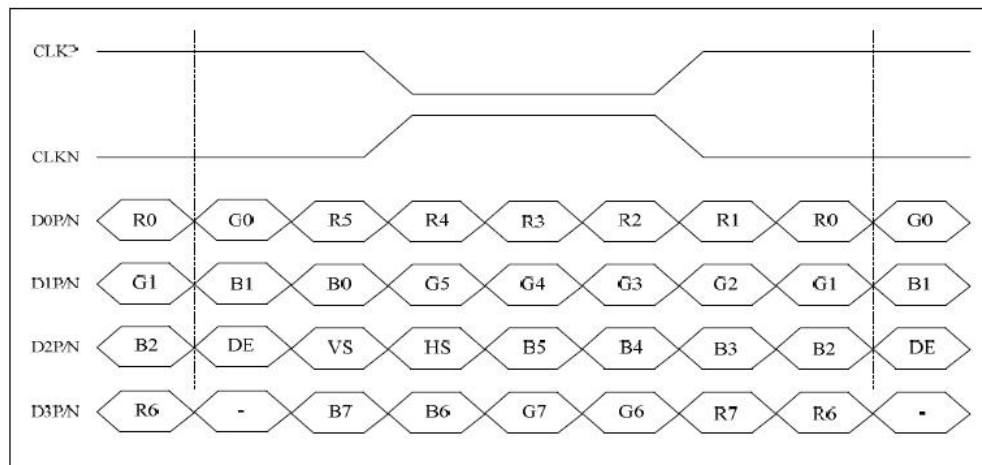 CLKP
CLKN
D0P/N R0 G0 R5 R4 R3 R2 R1 R0 G0
D1P/N G1 B1 B0 G5 G4 G3 G2 G1 B1
D2P/N B2 DE VS HS B5 B4 B3 B2 DE
D3P/N R6 - B7 B6 G7 G6 R7 R6 -